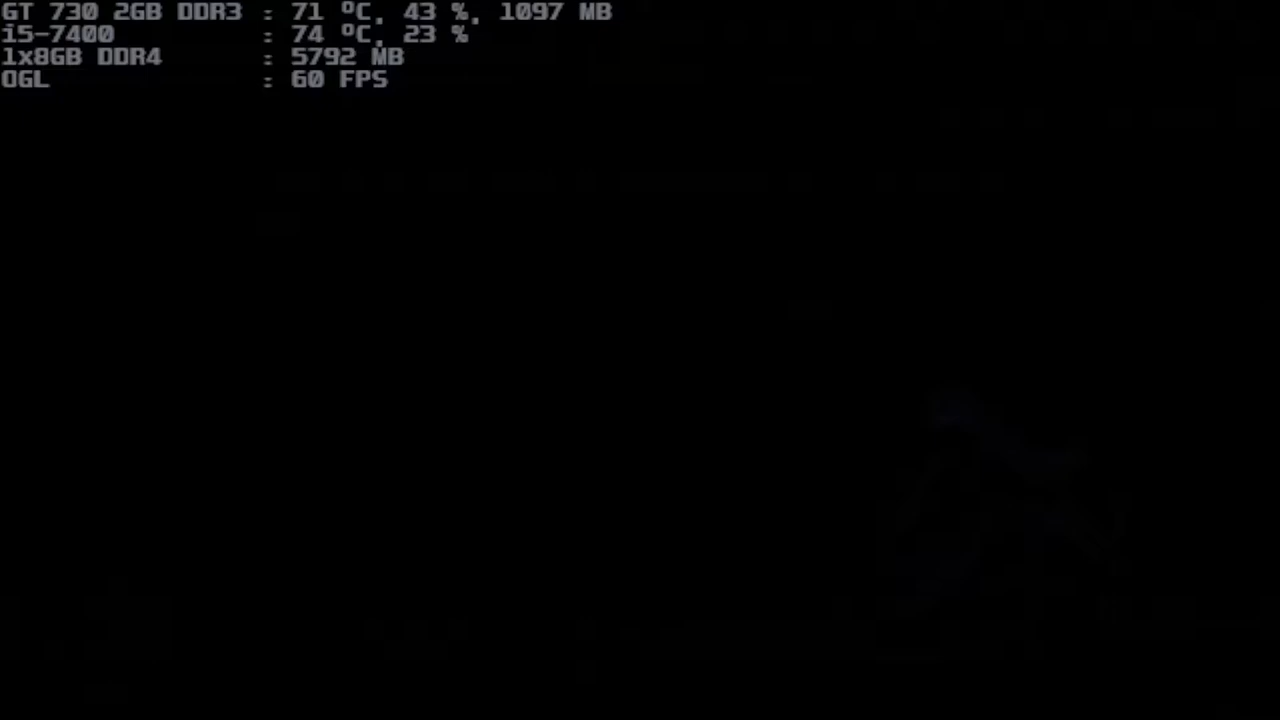 GT 730 2GB DDR3 : 71 ºC, 43 %, 1097 MB
i5-7400 : 74 ºC, 23 %
1x8GB DDR4 : 5792 MB
OGL : 60 FPS